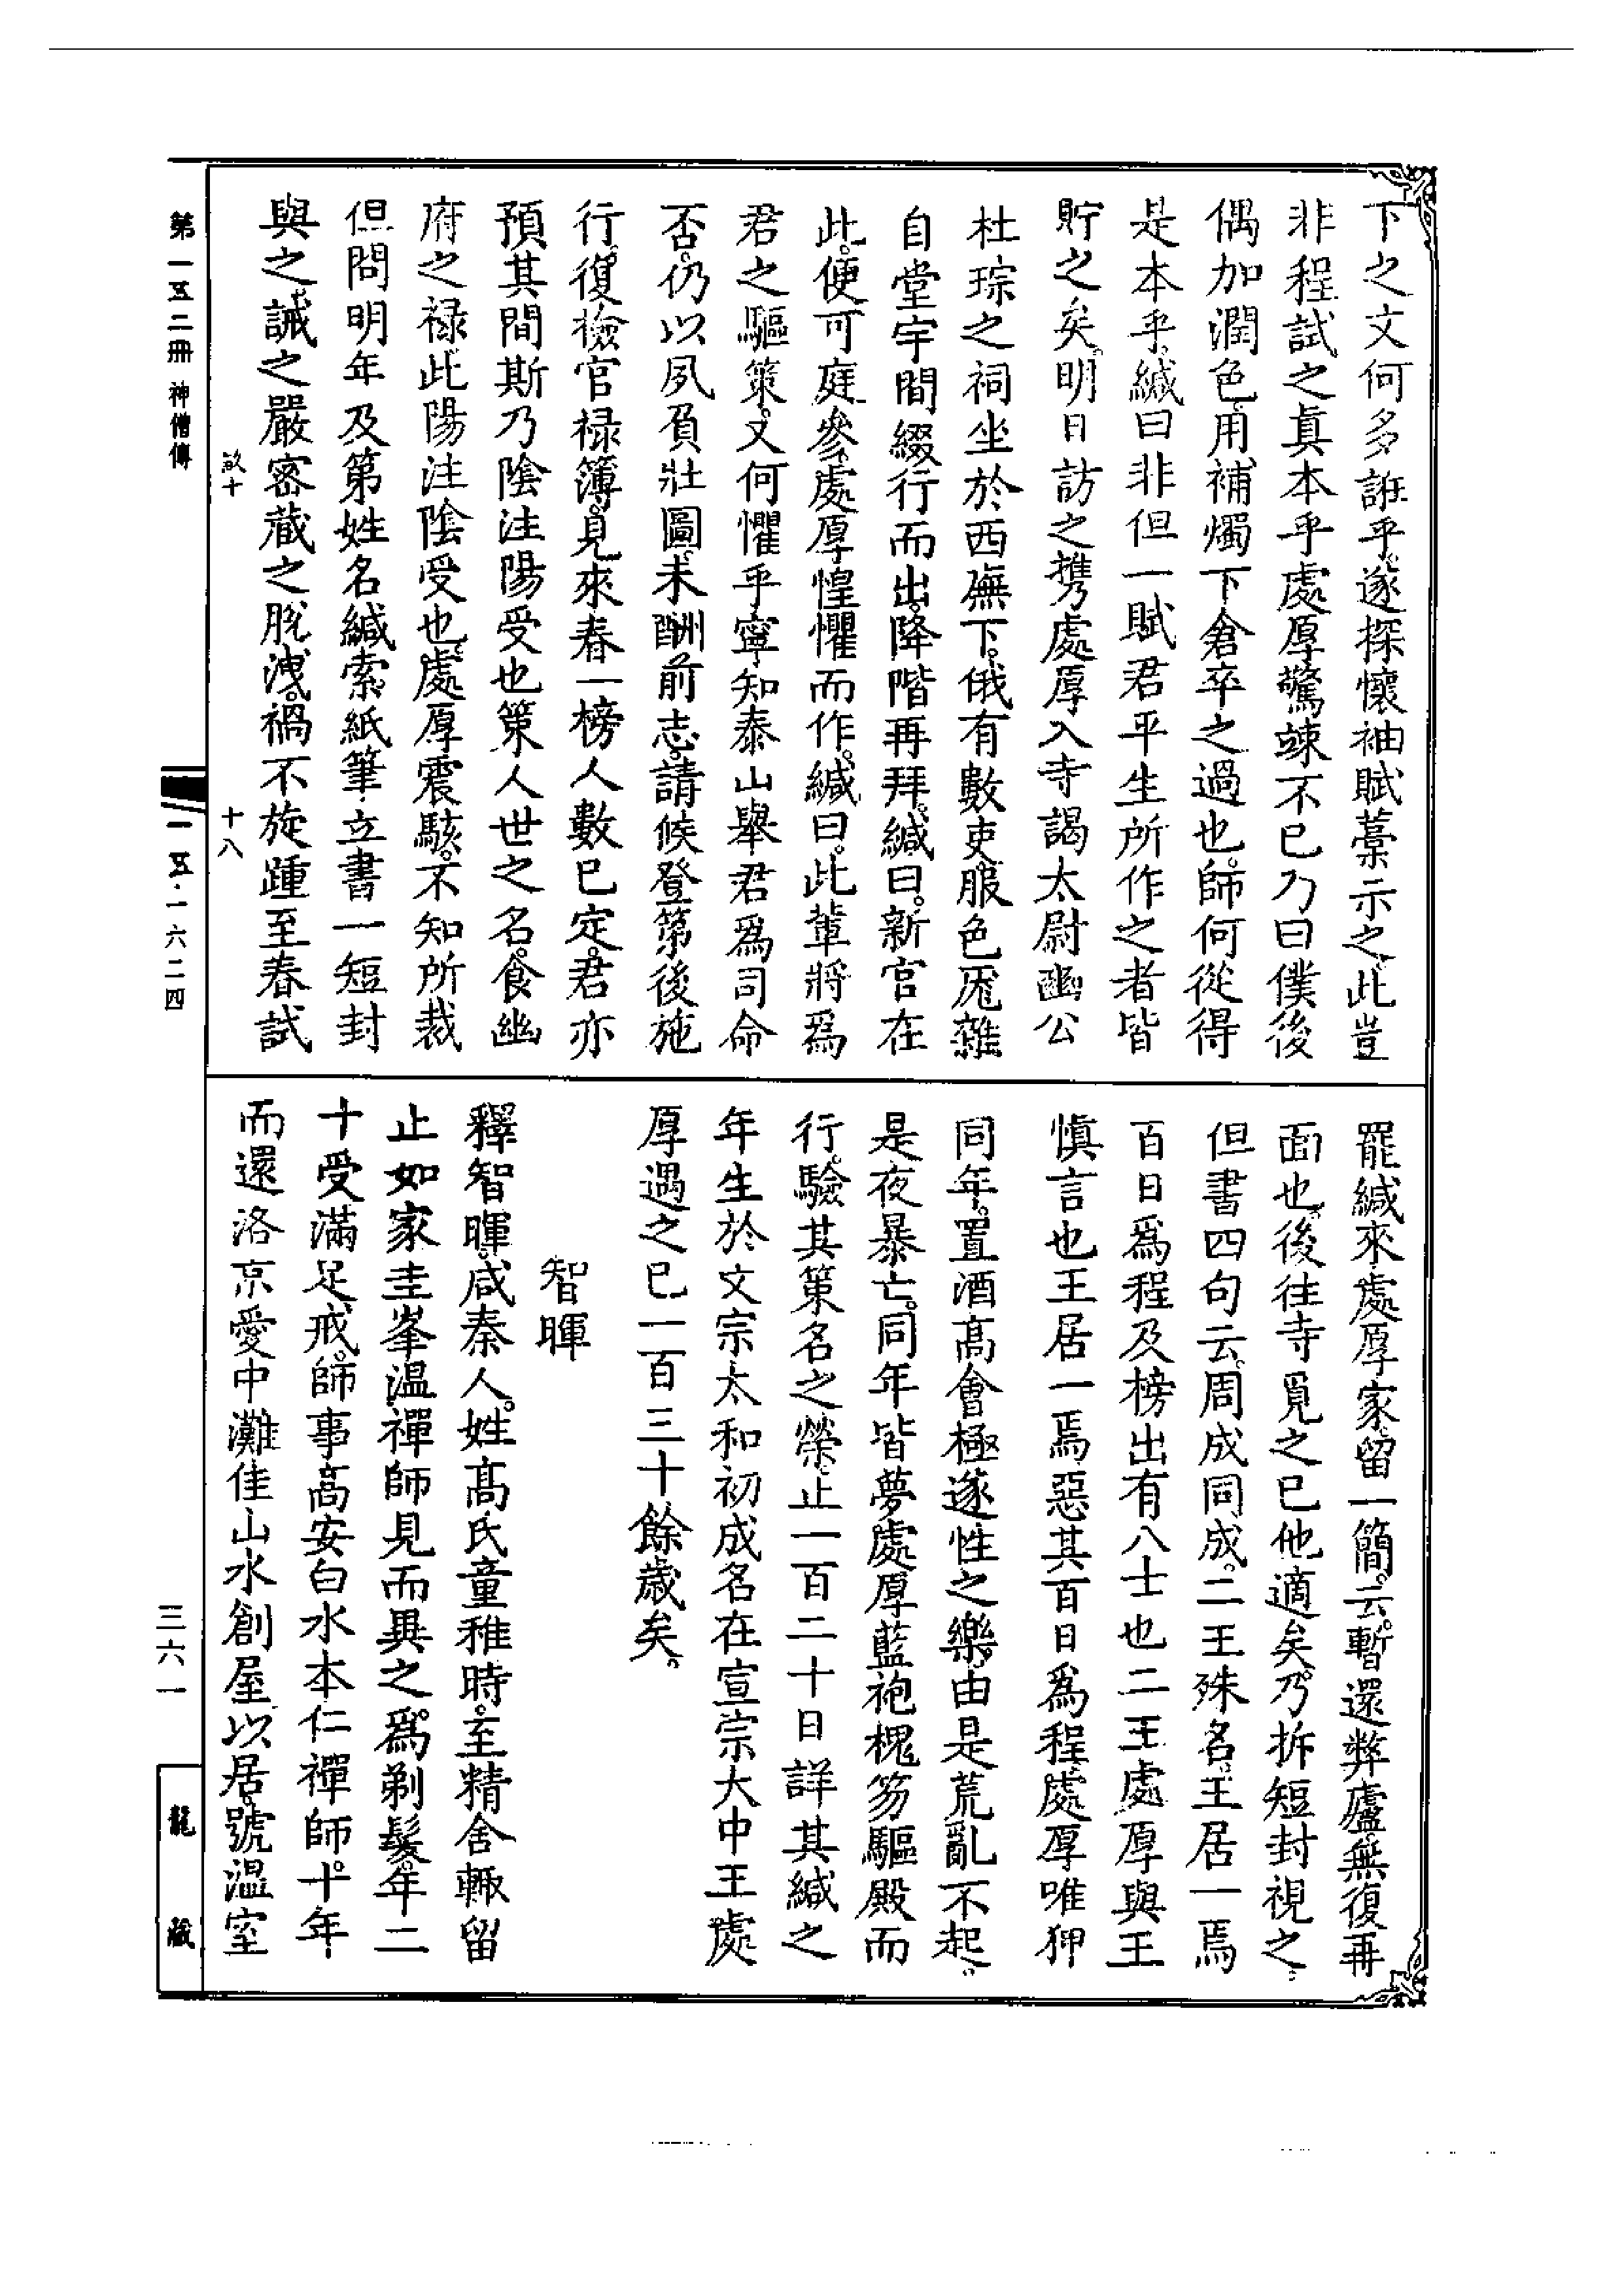 下之文何多誑乎。遂探懷袖賦藁示之。此豈
非程試之真本乎處厚驚竦不已乃曰僕後
偶加潤色。用補燭下倉卒之過也。師何從得
是本乎。緘曰非但一賦君平生所作之者皆
貯之矣。明日訪之携處厚入寺謁太尉豳公
杜琮之祠坐於西廡下。俄有數吏服色厖雜
自堂宇間綴行而出。降階再拜。緘曰。新官在
此。便可庭參。處厚惶懼而作。緘曰。此輩將爲
君之驅策。又何懼乎寧知泰山舉君爲司命
否。仍以夙負壯圖。未酬前志。請候登第後施
行。復檢官祿簿。見來春一榜人數已定。君亦
預其間斯乃陰注陽受也策人世之名。食幽
府之祿。此陽注陰受也。處厚震駭。不知所裁
但問明年及第姓名緘索紙筆立書一短封
與之。誡之嚴密藏之脫洩。禍不旋踵至春試
罷緘來處厚家。留一簡。云。暫還弊廬。無復再
面也。後往寺覓之已他適矣。乃拆短封視之。
但書四句云。周成同成。二王殊名。王居一焉
百日爲程及榜出有八士也二王處厚與王
慎言也王居一焉惡其百日爲程。處厚唯狎
同年。置酒高會極遂性之樂。由是荒亂不起。
是夜暴亡。同年皆夢處厚藍袍槐笏驅殿而
行。驗其策名之榮。止一百二十日詳其緘之
年生於文宗太和初成名在宣宗大中王處
厚遇之已一百三十餘歲矣。
智暉
釋智暉。咸秦人。姓高氏童稚時。至精舍輙留
止如家圭峯溫禪師見而異之。爲剃髮。年二
十受滿足戒。師事高安白水本仁禪師。十年
而還洛京愛中灘佳山水創屋以居。號溫室
第一五二冊 神僧傳
敢十
十八
一五·一六二四
三六一
龍藏